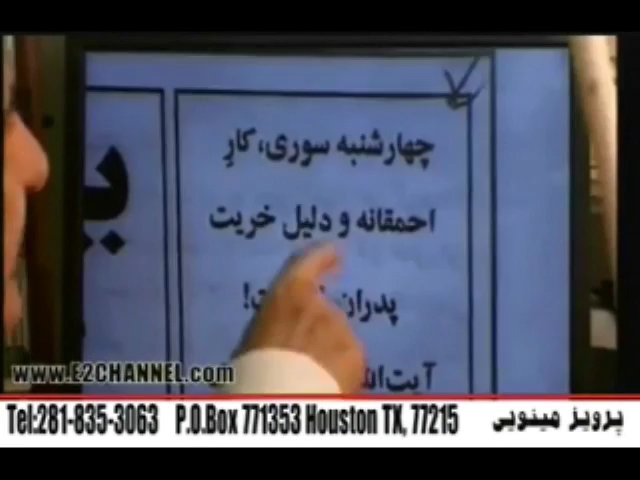 چهارشنبه سوری، کارِ
احمقانه و دلیل خریت
پدران
آیت
www.E2CHANNEL.com
Tel:281-835-3063 P.O.Box 771353 Houston TX, 77215 پرویز مینویی